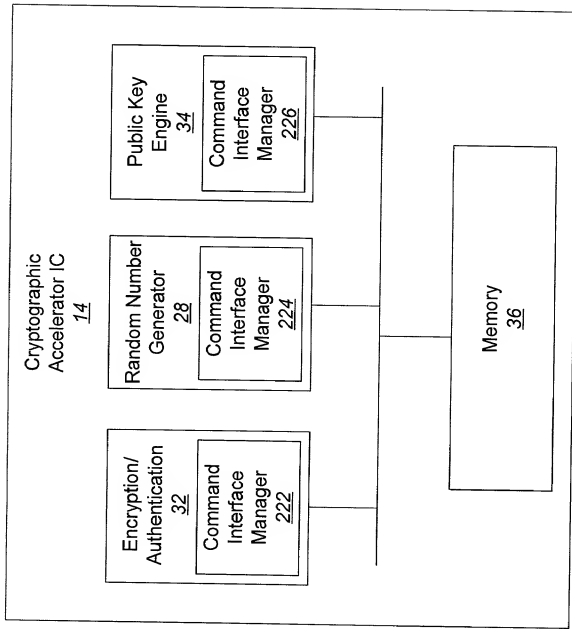 Cryptographic
Accelerator IC
14
Encryption/
Authentication
32
Command
Interface
Manager
222
Random Number
Generator
28
Command
Interface
Manager
224
Public Key
Engine
34
Command
Interface
Manager
226
Memory
36